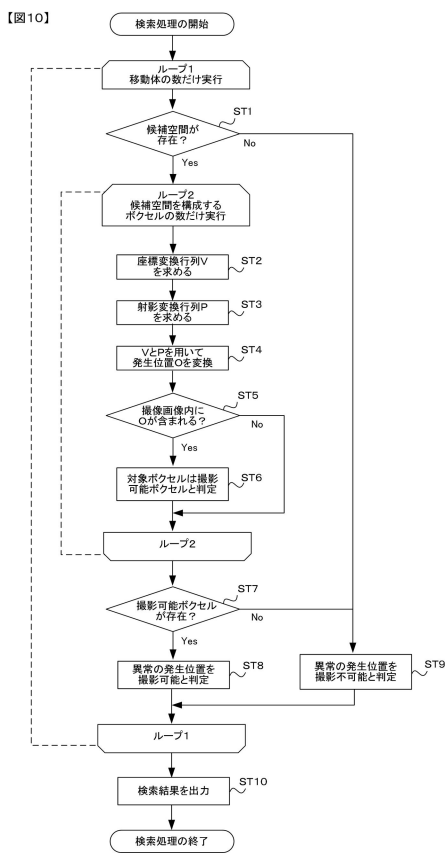 【図10】
検索処理の開始
ループ1
移動体の数だけ実行
ST1
候補空間が
存在？
No
Yes
ループ2
候補空間を構成する
ボクセルの数だけ実行
座標変換行列V
を求める
ST2
射影変換行列P
を求める
ST3
VとPを用いて
発生位置Oを変換
ST4
ST5
撮像画像内に
Oが含まれる？
No
Yes
対象ボクセルは撮影
可能ボクセルと判定
ST6
ループ2
ST7
撮影可能ボクセル
が存在？
No
Yes
異常の発生位置を
撮影可能と判定
ST8
異常の発生位置を
撮影不可能と判定
ST9
ループ1
検索結果を出力
ST10
検索処理の終了